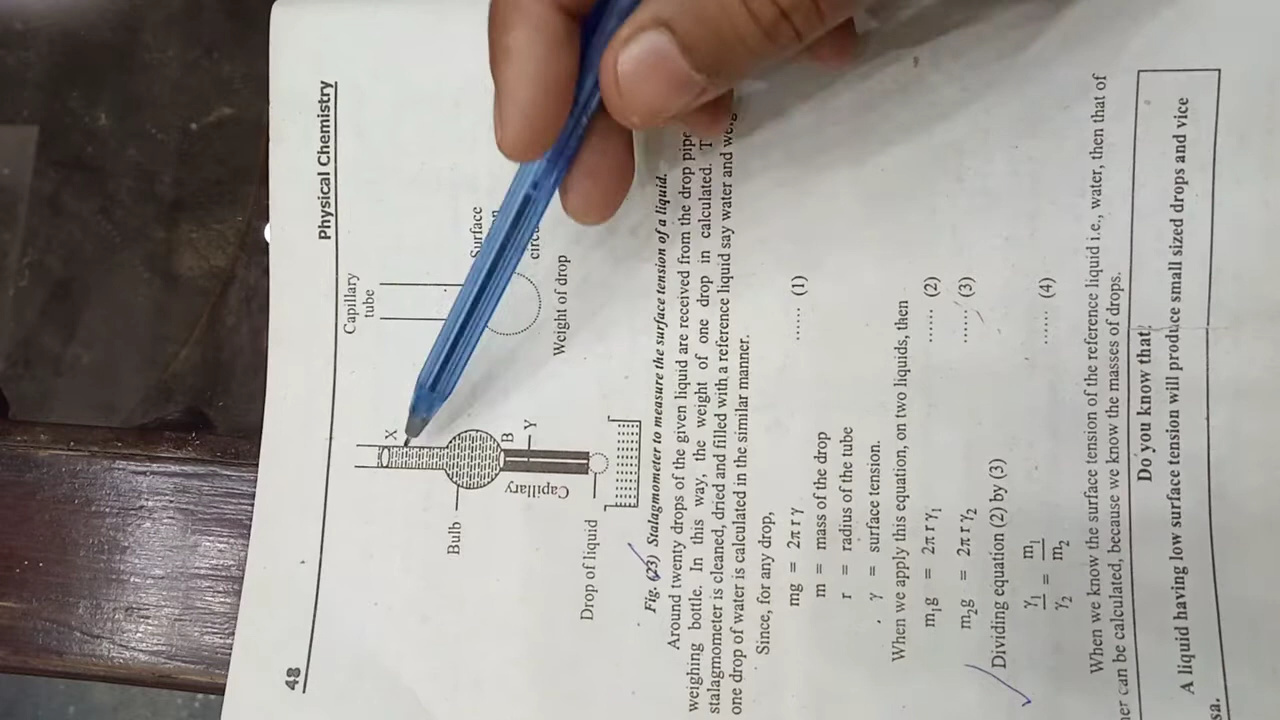 48
Physical Chemistry
Capillary
tube
X
Surface
Bulb
B
Y
Capillary
Weight of drop
Drop of liquid
Fig. (23) Stalagmometer to measure the surface tension of a liquid.
Around twenty drops of the given liquid are received from the drop
weighing bottle. In this way, the weight of one drop in calculated.
stalagmometer is cleaned, dried and filled with a reference liquid say water and
one drop of water is calculated in the similar manner.
Since, for any drop,
mg = 2π r γ ...... (1)
m = mass of the drop
r = radius of the tube
γ = surface tension.
When we apply this equation, on two liquids, then
m₁g = 2π r γ₁ ...... (2)
m₂g = 2π r γ₂ ...... (3)
Dividing equation (2) by (3)
γ₁/γ₂ = m₁/m₂ ...... (4)
When we know the surface tension of the reference liquid i.e., water, then that of
can be calculated, because we know the masses of drops.
Do you know that!
A liquid having low surface tension will produce small sized drops and vice